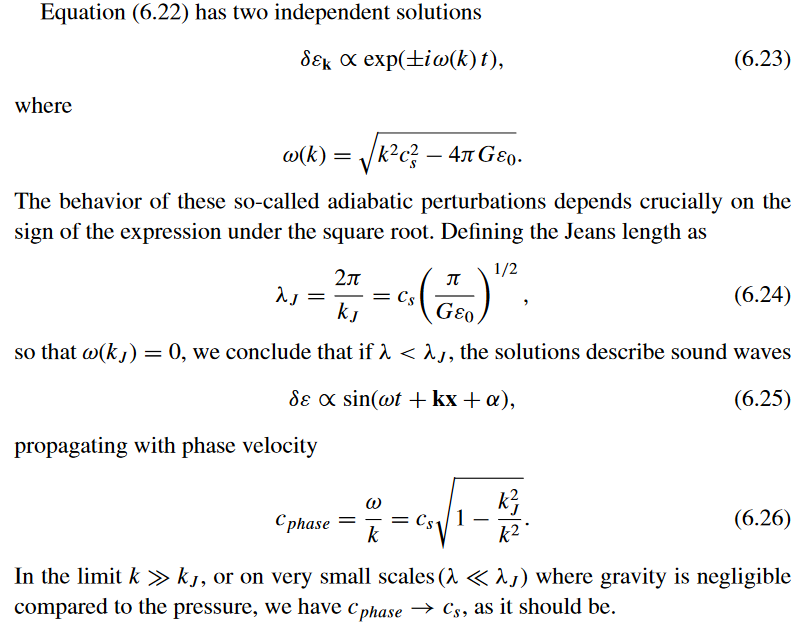 Equation (6.22) has two independent solutions
δε_𝐤 ∝ exp(±iω(k)t), (6.23)
where
ω(k) = √(k²c_s² − 4πGε₀).
The behavior of these so-called adiabatic perturbations depends crucially on the
sign of the expression under the square root. Defining the Jeans length as
λ_J = 2π/k_J = c_s(π/(Gε₀))^{1/2}, (6.24)
so that ω(k_J) = 0, we conclude that if λ < λ_J, the solutions describe sound waves
δε ∝ sin(ωt + 𝐤𝐱 + α), (6.25)
propagating with phase velocity
c_{phase} = ω/k = c_s√(1 − k_J²/k²). (6.26)
In the limit k ≫ k_J, or on very small scales (λ ≪ λ_J) where gravity is negligible
compared to the pressure, we have c_{phase} → c_s, as it should be.